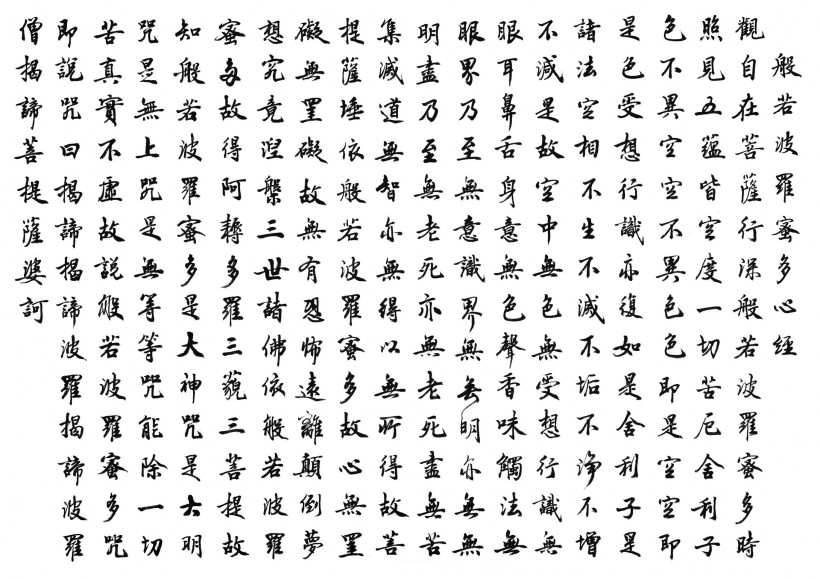 般若波羅蜜多心經
觀自在菩薩行深般若波羅蜜多時
照見五蘊皆空度一切苦厄舍利子
色不異空空不異色色即是空空即
是色受想行識亦復如是舍利子是
諸法空相不生不滅不垢不淨不增
不減是故空中無色無受想行識無
眼耳鼻舌身意無色聲香味觸法無
眼界乃至無意識界無無明亦無無
明盡乃至無老死亦無老死盡無苦
集滅道無智亦無得以無所得故菩
提薩埵依般若波羅蜜多故心無罣
礙無罣礙故無有恐怖遠離顛倒夢
想究竟涅槃三世諸佛依般若波羅
蜜多故得阿耨多羅三藐三菩提故
知般若波羅蜜多是大神咒是大明
咒是無上咒是無等等咒能除一切
苦真實不虛故說般若波羅蜜多咒
即說咒曰揭諦揭諦波羅揭諦波羅
僧揭諦菩提薩婆訶